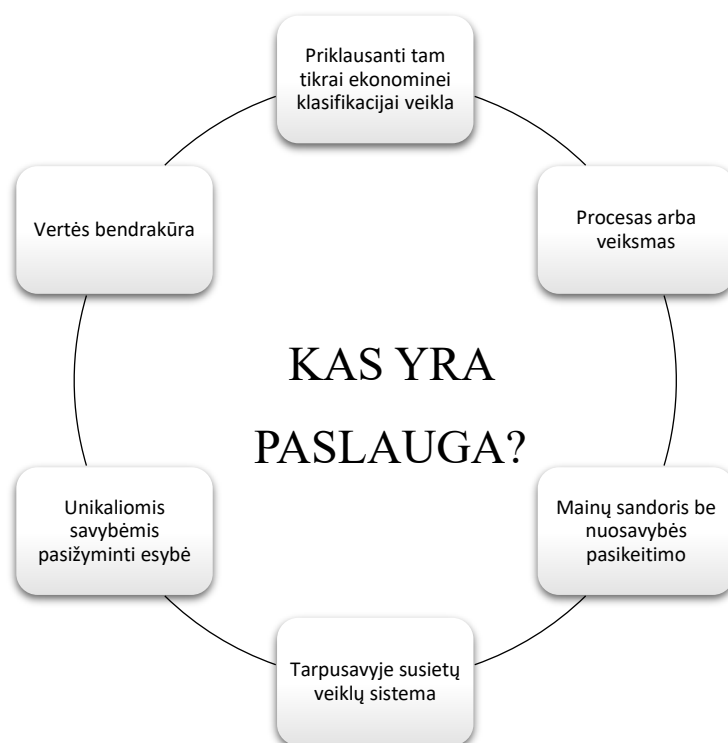 Priklausanti tam
tikrai ekonominei
klasifikacijai veikla
Procesas arba
veiksmas
Mainų sandoris be
nuosavybės
pasikeitimo
Tarpusavyje susietų
veiklų sistema
Unikaliomis
savybėmis
pasižyminti esybė
Vertės bendrakūra
KAS YRA
PASLAUGA?